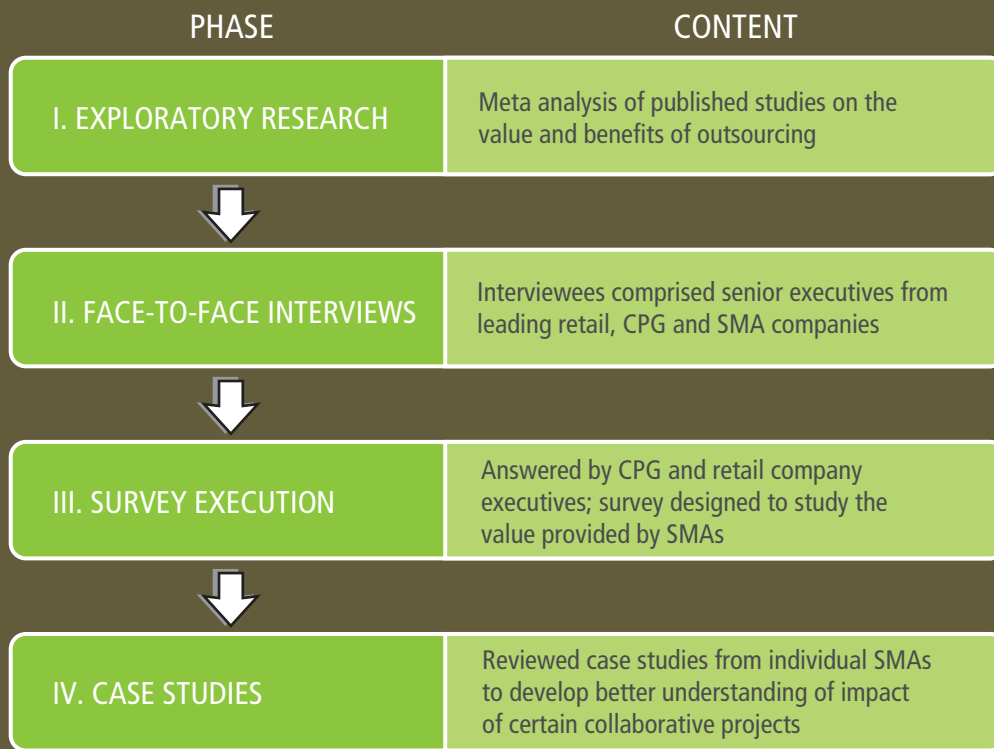 PHASE
CONTENT
I. EXPLORATORY RESEARCH
Meta analysis of published studies on the
value and benefits of outsourcing
II. FACE-TO-FACE INTERVIEWS
Interviewees comprised senior executives from
leading retail, CPG and SMA companies
III. SURVEY EXECUTION
Answered by CPG and retail company
executives; survey designed to study the
value provided by SMAs
IV. CASE STUDIES
Reviewed case studies from individual SMAs
to develop better understanding of impact
of certain collaborative projects